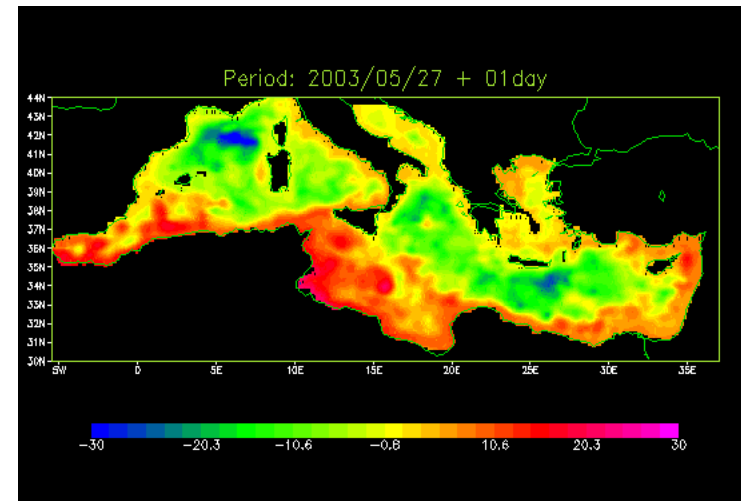 Period: 2003/05/27 + 01day
44N
43N
42N
41N
40N
39N
38N
37N
36N
35N
34N
33N
32N
31N
30N
5W 0 5E 10E 15E 20E 25E 30E 35E
-30 -20.3 -10.6 -0.6 10.6 20.3 30